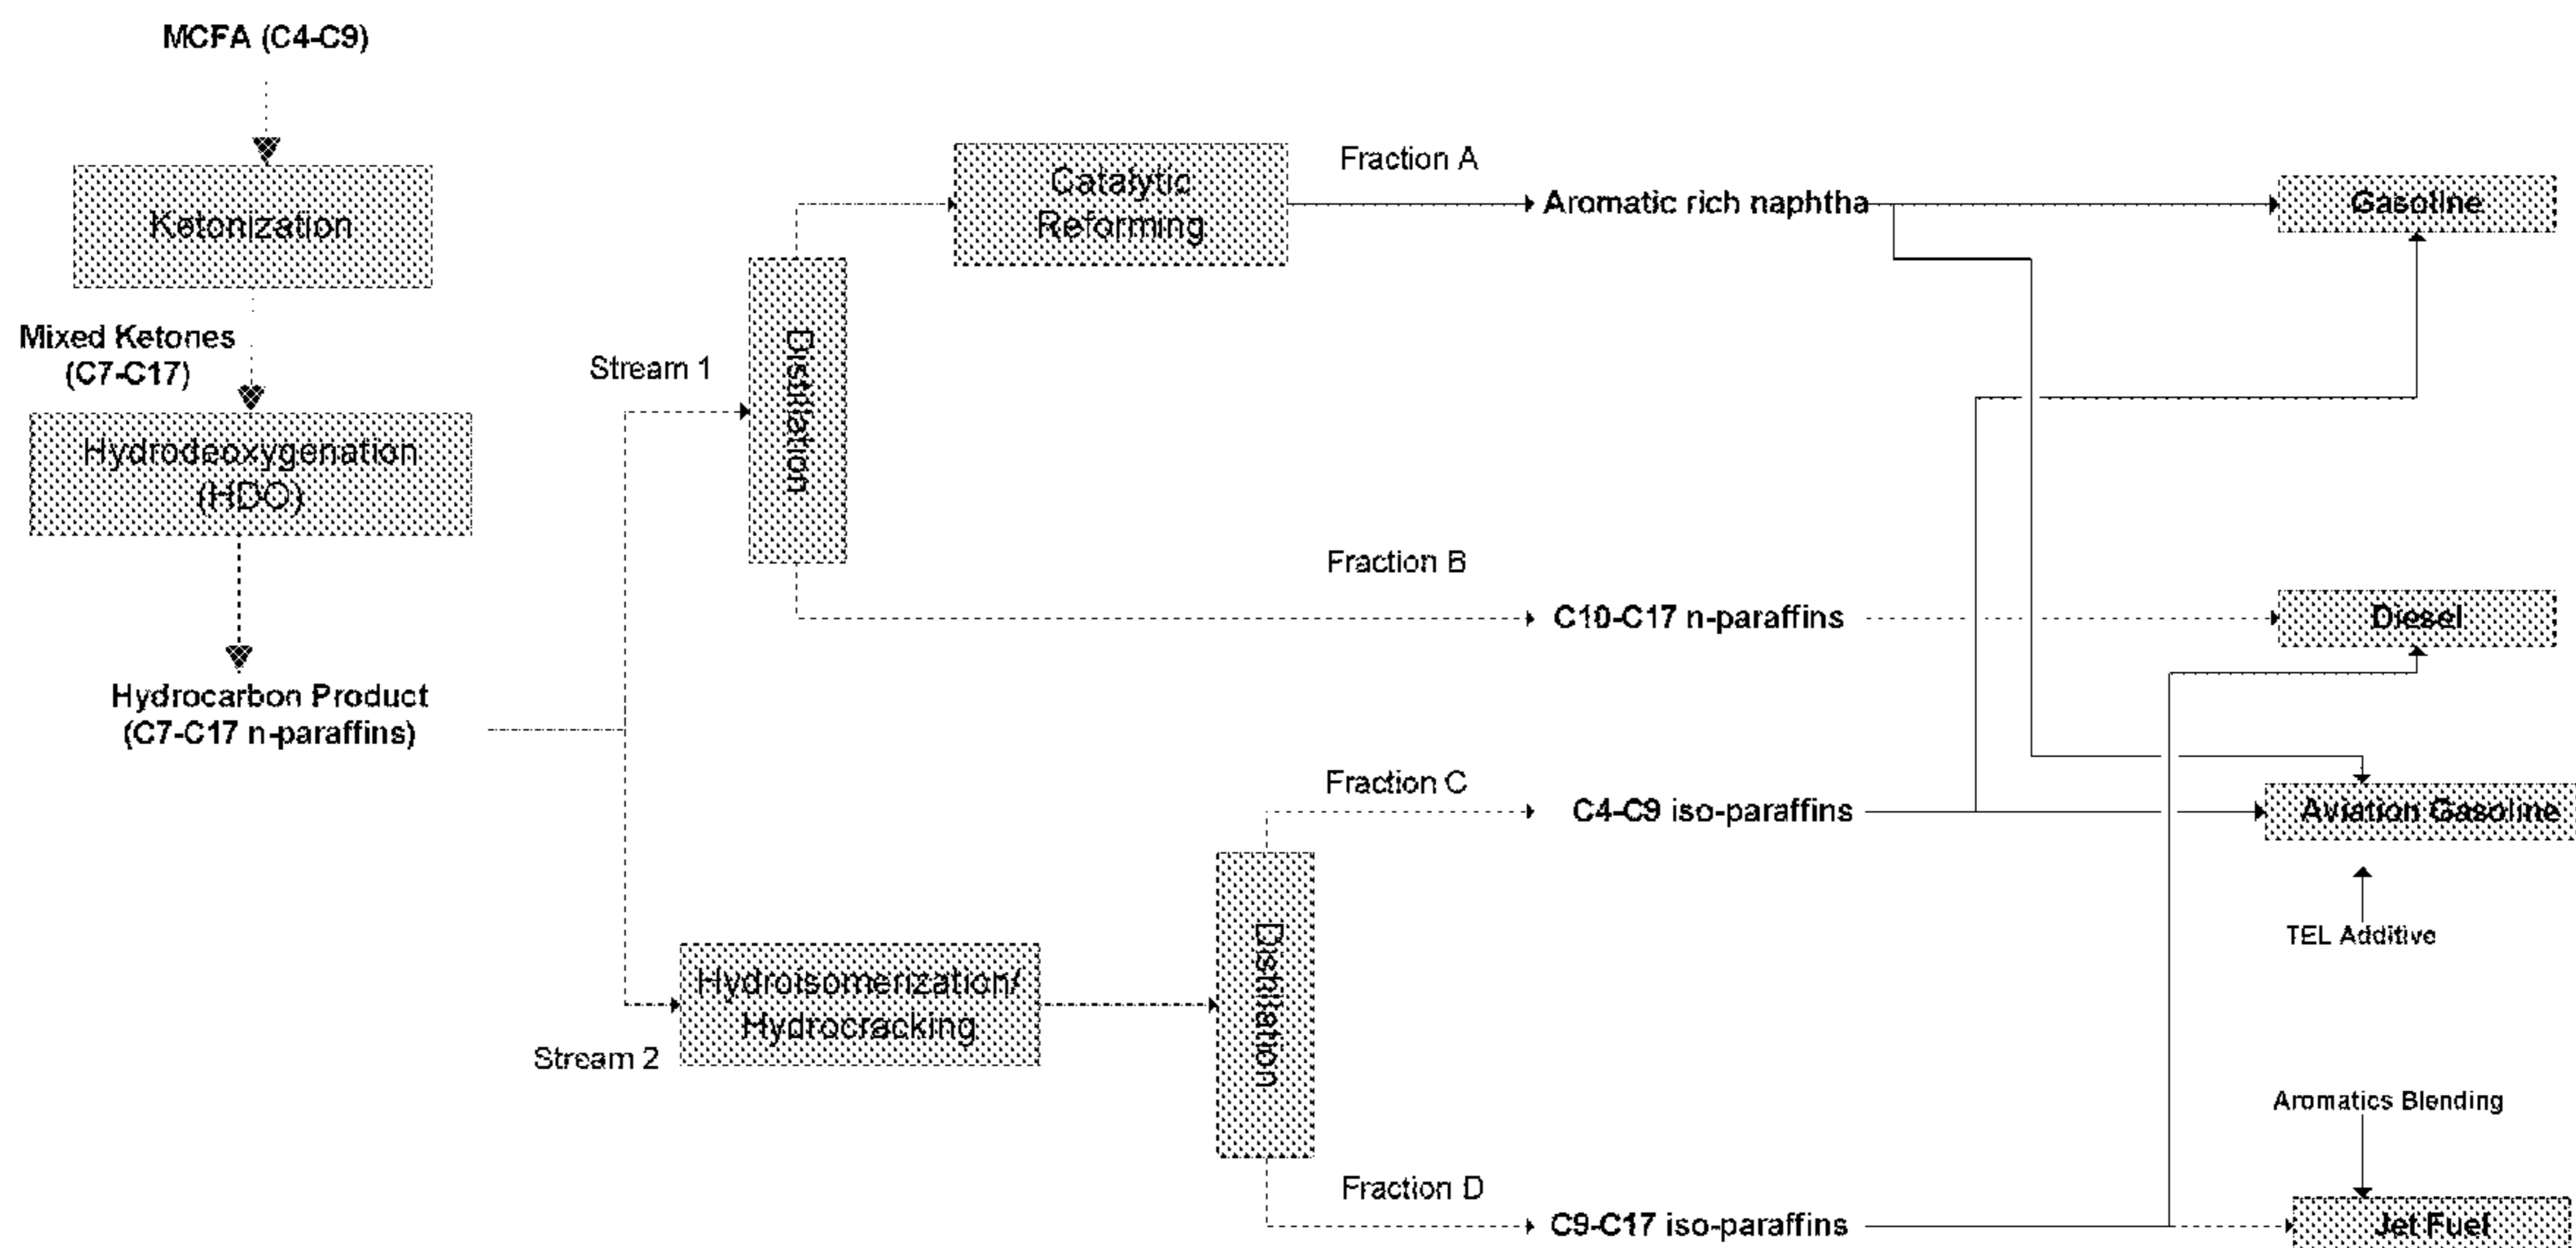 MCFA (C4-C9)
Ketonization
Mixed Ketones
(C7-C17)
Hydrodeoxygenation
(HDO)
Hydrocarbon Product
(C7-C17 n-paraffins)
Stream 1
Distillation
Catalytic
Reforming
Fraction A
Aromatic rich naphtha
Gasoline
Fraction B
C10-C17 n-paraffins
Diesel
Stream 2
Hydroisomerization/
Hydrocracking
Distillation
Fraction C
C4-C9 iso-paraffins
Aviation Gasoline
TEL Additive
Aromatics Blending
Fraction D
C9-C17 iso-paraffins
Jet Fuel